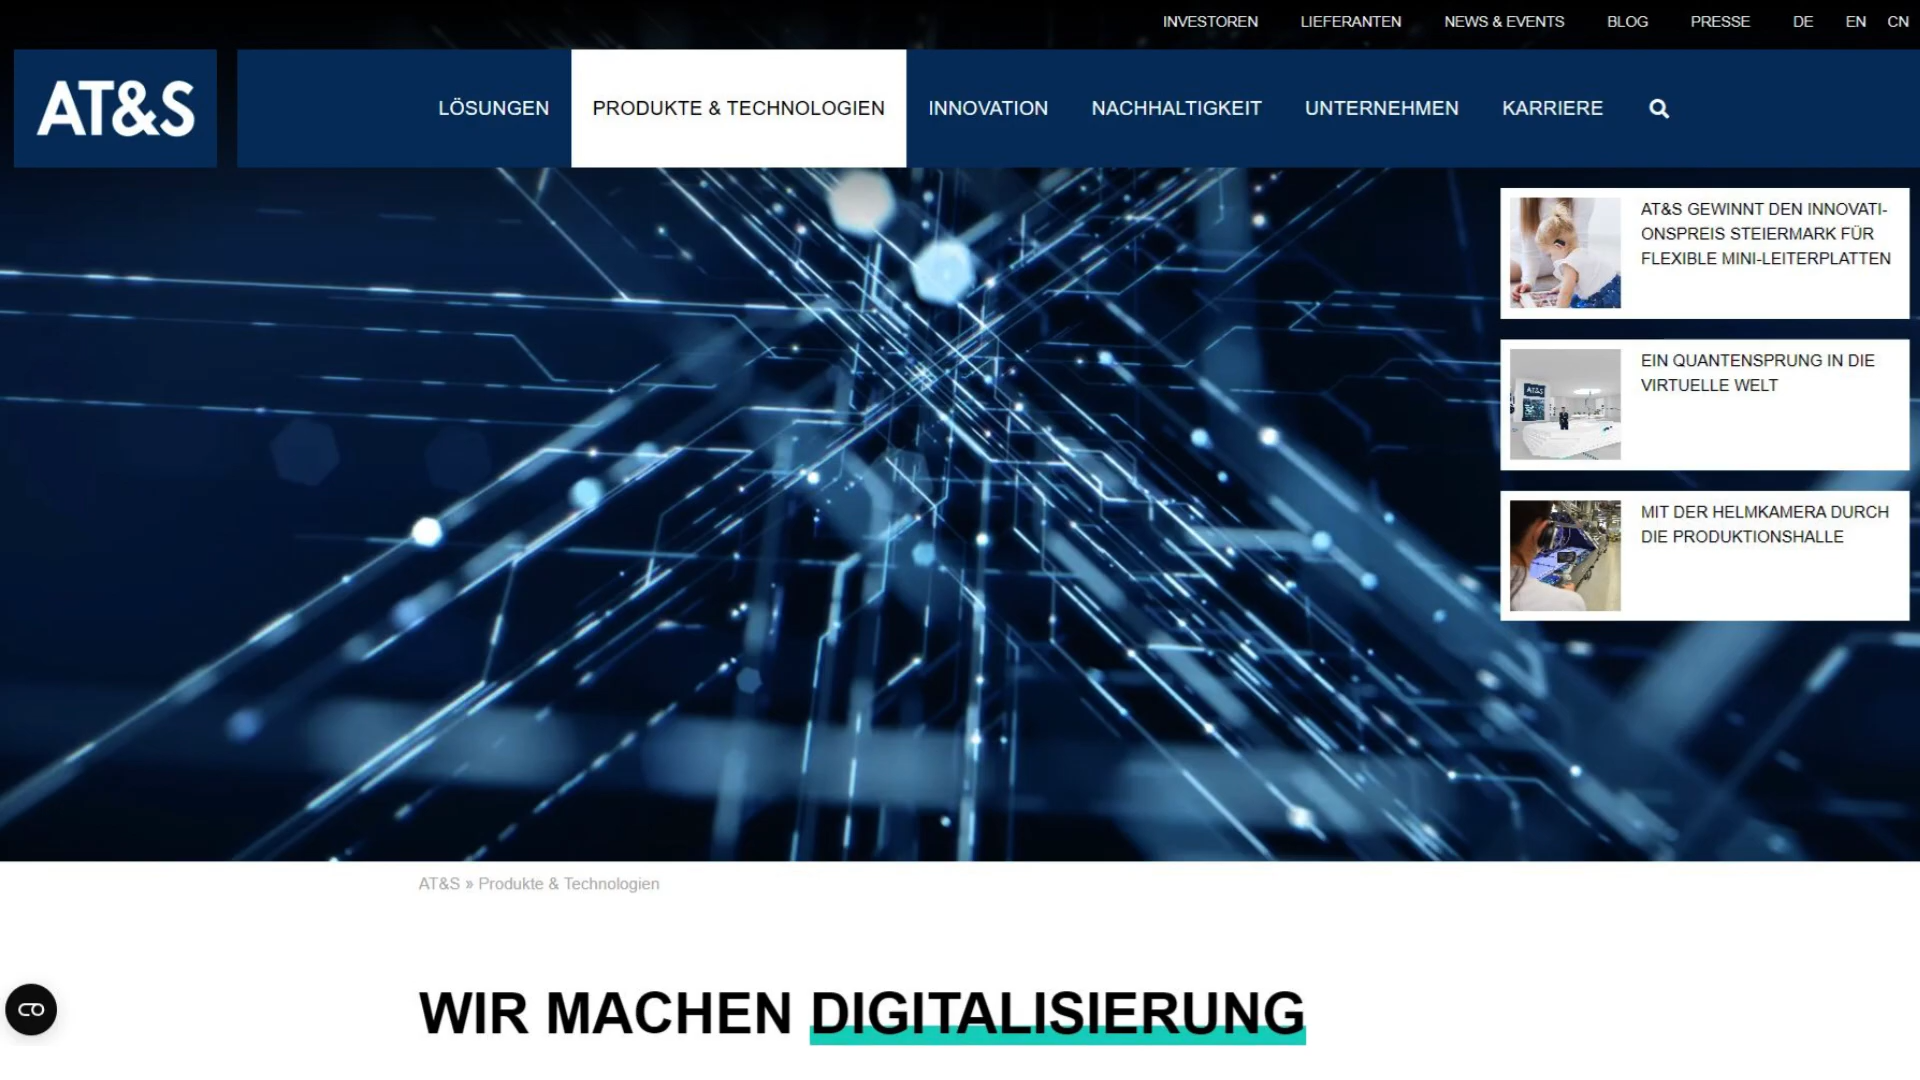 INVESTOREN LIEFERANTEN NEWS & EVENTS BLOG PRESSE DE EN CN
AT&S
LÖSUNGEN PRODUKTE & TECHNOLOGIEN INNOVATION NACHHALTIGKEIT UNTERNEHMEN KARRIERE
AT&S GEWINNT DEN INNOVATI-
ONSPREIS STEIERMARK FÜR
FLEXIBLE MINI-LEITERPLATTEN
EIN QUANTENSPRUNG IN DIE
VIRTUELLE WELT
AT&S
MIT DER HELMKAMERA DURCH
DIE PRODUKTIONSHALLE
AT&S » Produkte & Technologien
WIR MACHEN DIGITALISIERUNG